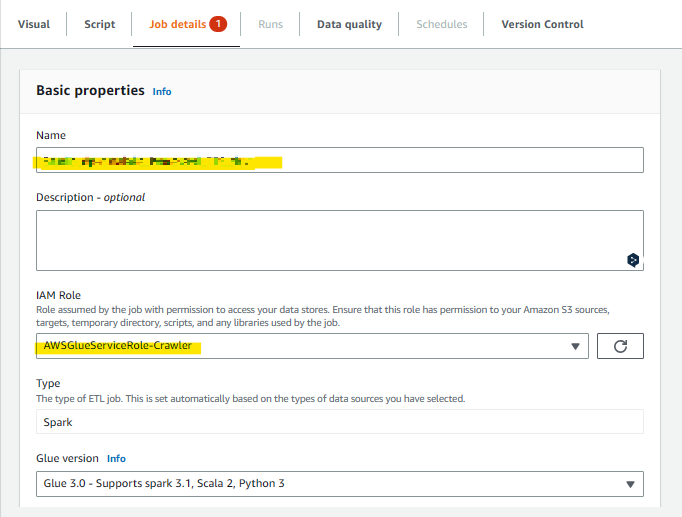 Visual Script Job details 1 Runs Data quality Schedules Version Control
Basic properties Info
Name
Description - optional
IAM Role
Role assumed by the job with permission to access your data stores. Ensure that this role has permission to your Amazon S3 sources,
targets, temporary directory, scripts, and any libraries used by the job.
AWSGlueServiceRole-Crawler
Type
The type of ETL job. This is set automatically based on the types of data sources you have selected.
Spark
Glue version Info
Glue 3.0 - Supports spark 3.1, Scala 2, Python 3